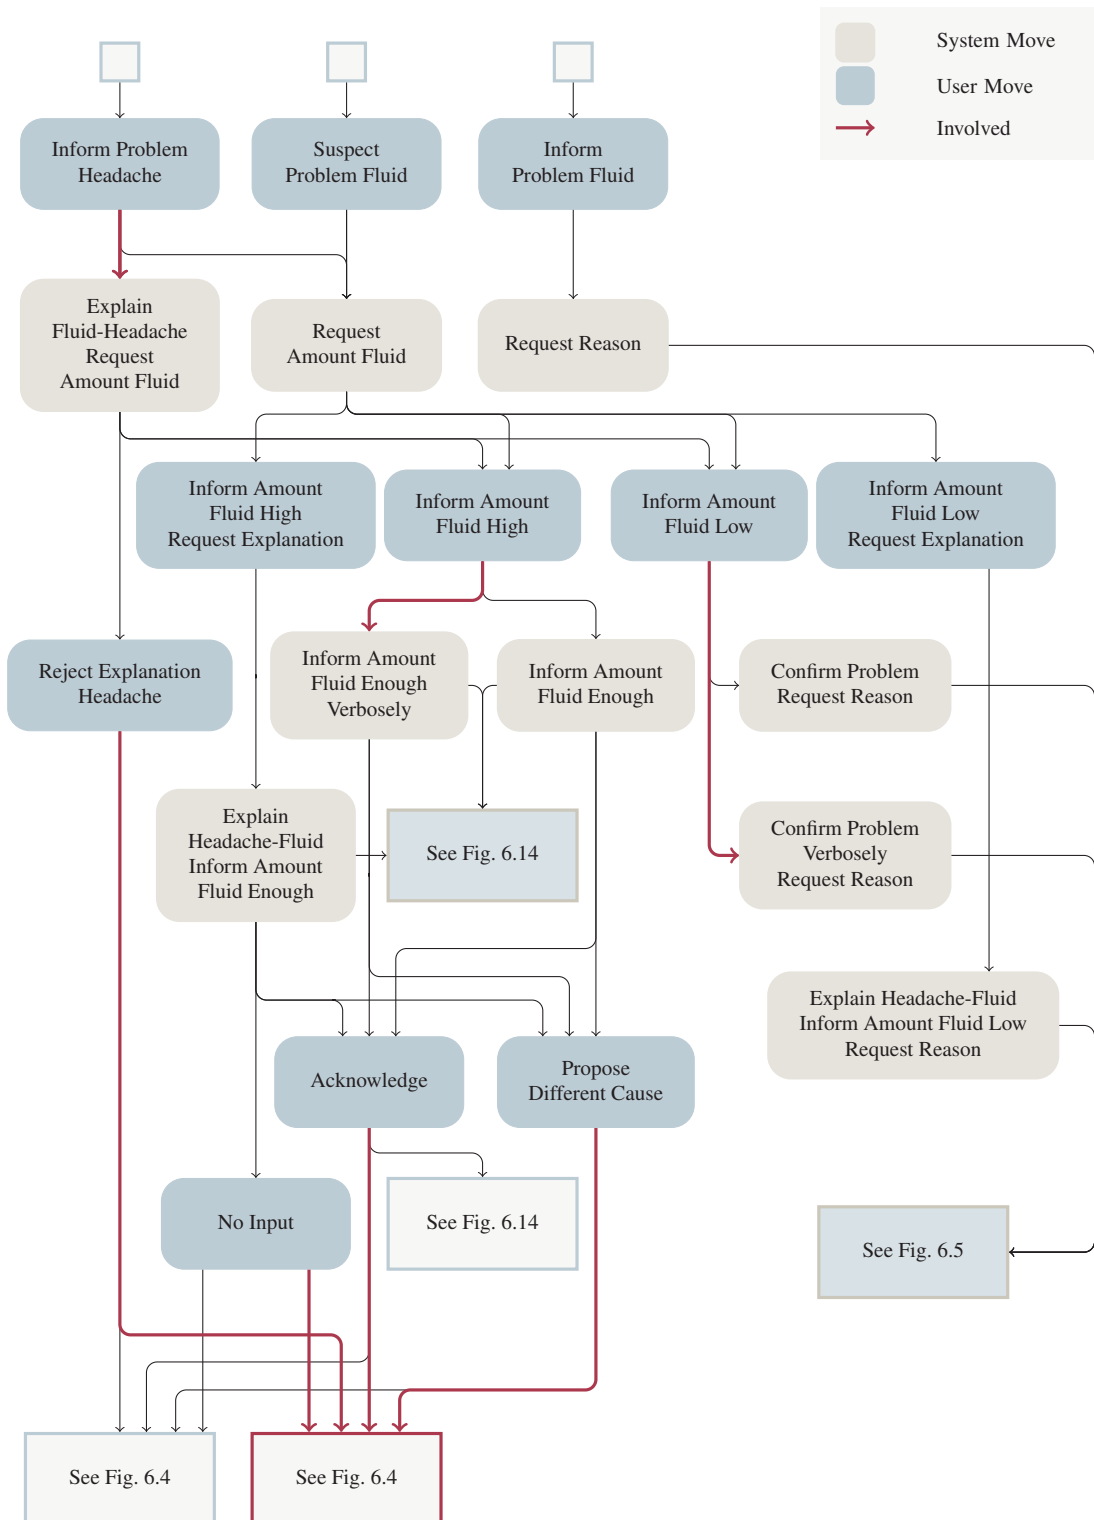 System Move
User Move
Involved
Inform Problem
Headache
Suspect
Problem Fluid
Inform
Problem Fluid
Explain
Fluid-Headache
Request
Amount Fluid
Request
Amount Fluid
Request Reason
Inform Amount
Fluid High
Request Explanation
Inform Amount
Fluid High
Inform Amount
Fluid Low
Inform Amount
Fluid Low
Request Explanation
Reject Explanation
Headache
Inform Amount
Fluid Enough
Verbosely
Inform Amount
Fluid Enough
Confirm Problem
Request Reason
Explain
Headache-Fluid
Inform Amount
Fluid Enough
See Fig. 6.14
Confirm Problem
Verbosely
Request Reason
Explain Headache-Fluid
Inform Amount Fluid Low
Request Reason
Acknowledge
Propose
Different Cause
No Input
See Fig. 6.14
See Fig. 6.5
See Fig. 6.4
See Fig. 6.4